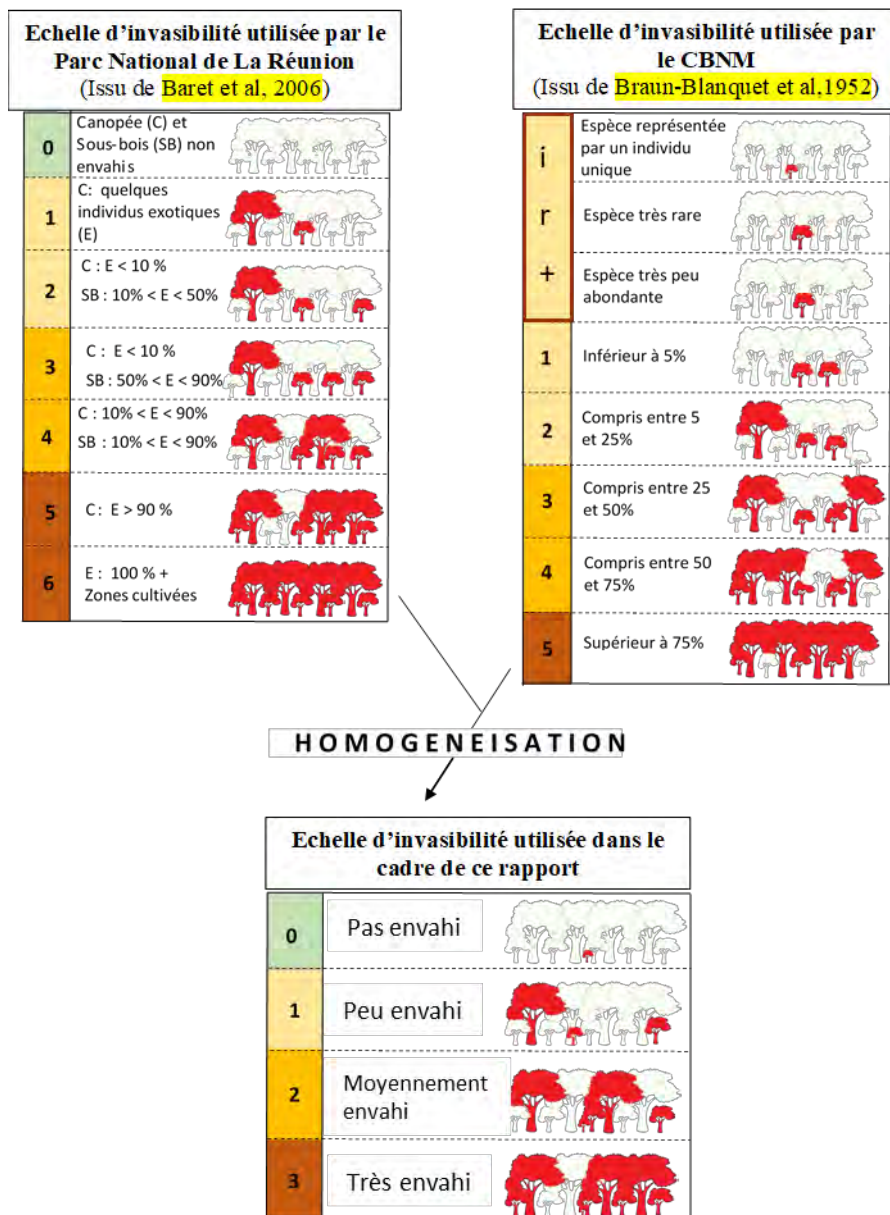 Echelle d'invasibilité utilisée par le
Parc National de La Réunion
(Issu de Baret et al, 2006)
0
Canopée (C) et
Sous-bois (SB) non
envahis
1
C: quelques
individus exotiques
(E)
2
C : E < 10 %
SB : 10% < E < 50%
3
C : E < 10 %
SB : 50% < E < 90%
4
C : 10% < E < 90%
SB : 10% < E < 90%
5
C: E > 90 %
6
E : 100 % +
Zones cultivées
Echelle d'invasibilité utilisée par
le CBNM
(Issu de Braun-Blanquet et al,1952)
i
Espèce représentée
par un individu
unique
r
Espèce très rare
+
Espèce très peu
abondante
1
Inférieur à 5%
2
Compris entre 5
et 25%
3
Compris entre 25
et 50%
4
Compris entre 50
et 75%
5
Supérieur à 75%
HOMOGENEISATION
Echelle d'invasibilité utilisée dans le
cadre de ce rapport
0
Pas envahi
1
Peu envahi
2
Moyennement
envahi
3
Très envahi